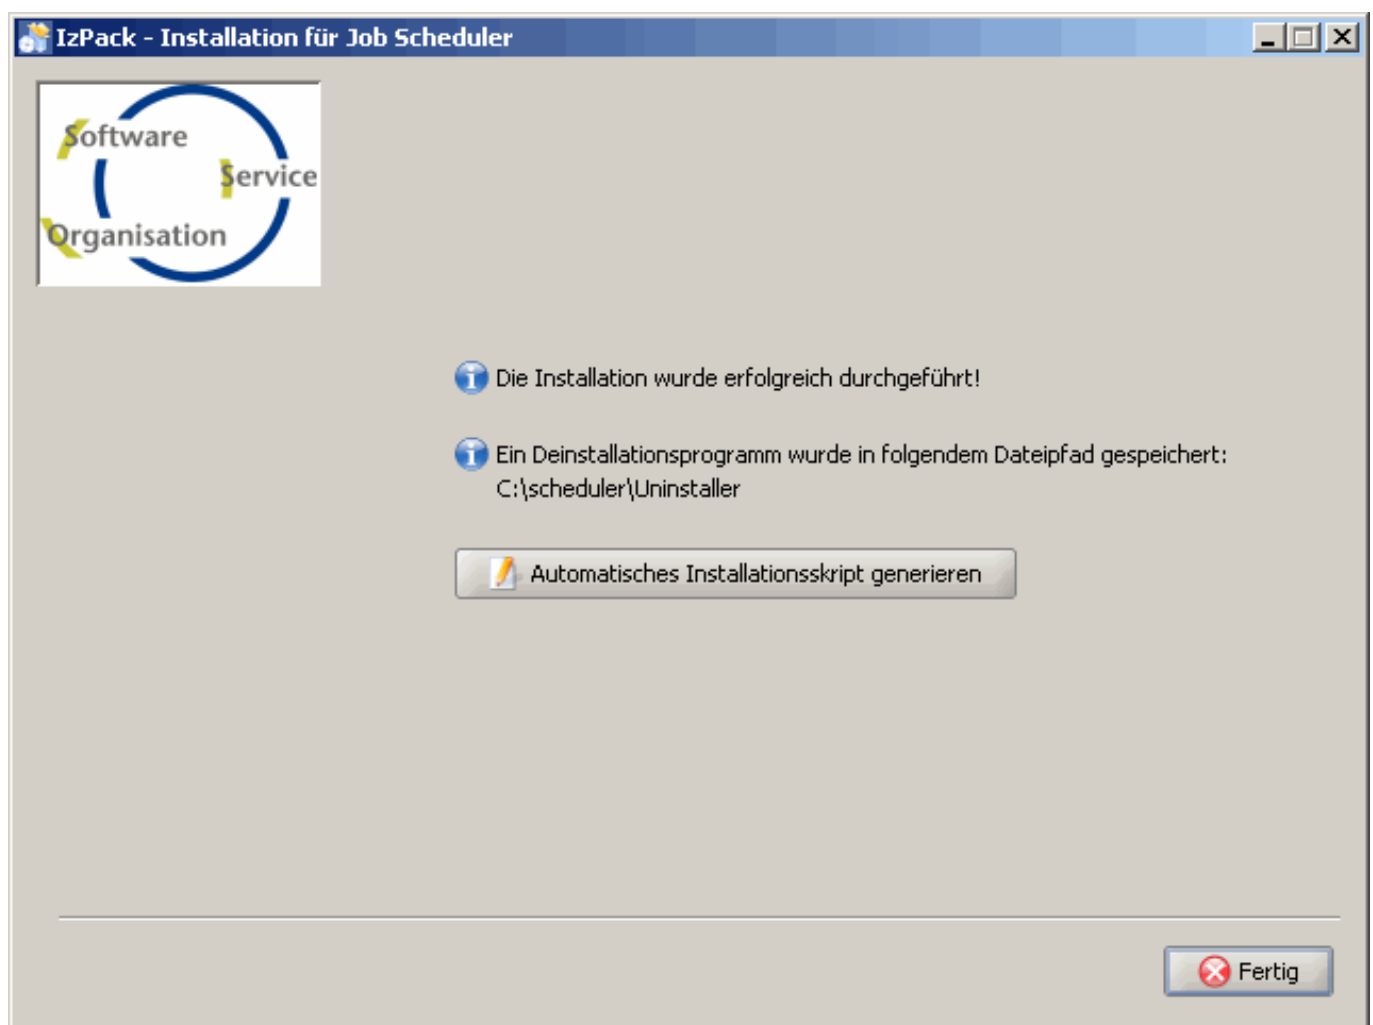 IzPack - Installation für Job Scheduler
Software
Service
Organisation
Die Installation wurde erfolgreich durchgeführt!
Ein Deinstallationsprogramm wurde in folgendem Dateipfad gespeichert:
C:\scheduler\Uninstaller
Automatisches Installationsskript generieren
Fertig